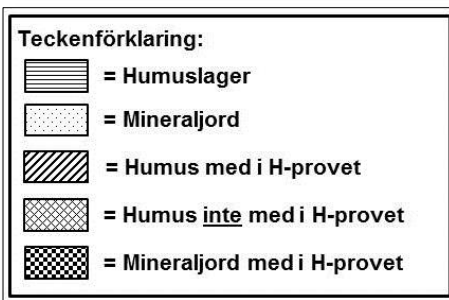 Teckenförklaring:
= Humuslager
= Mineraljord
= Humus med i H-provet
= Humus inte med i H-provet
= Mineraljord med i H-provet